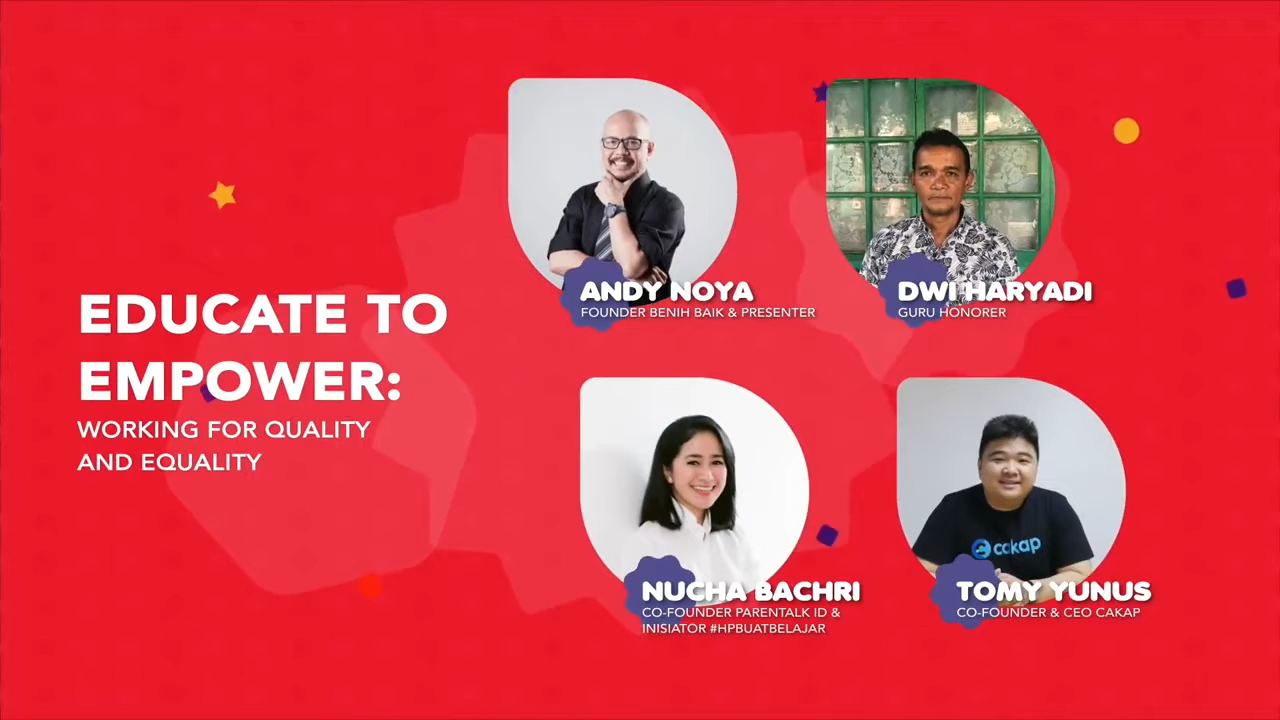 EDUCATE TO
EMPOWER:
WORKING FOR QUALITY
AND EQUALITY
ANDY NOYA
FOUNDER BENIH BAIK & PRESENTER
DWI HARYADI
GURU HONORER
cakap
NUCHA BACHRI
CO-FOUNDER PARENTALK ID &
INISIATOR #HPBUATBELAJAR
TOMY YUNUS
CO-FOUNDER & CEO CAKAP